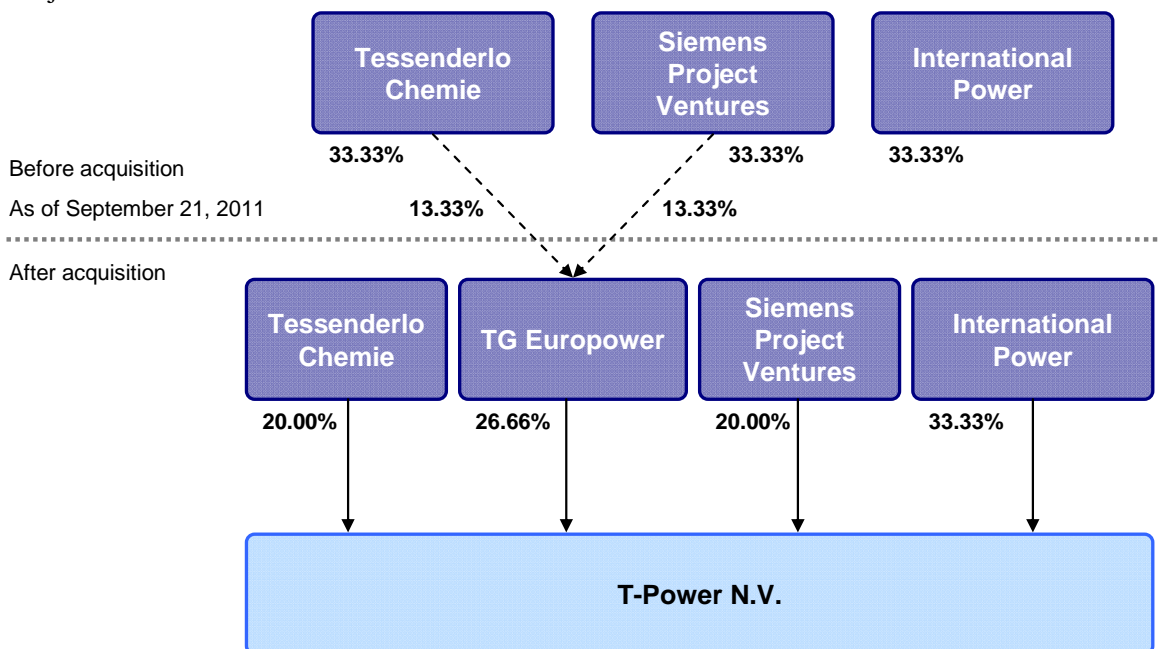 Tessenderlo
Chemie
Siemens
Project
Ventures
International
Power
33.33%
33.33%
33.33%
Before acquisition
As of September 21, 2011
13.33%
13.33%
After acquisition
Tessenderlo
Chemie
TG Europower
Siemens
Project
Ventures
International
Power
20.00%
26.66%
20.00%
33.33%
T-Power N.V.